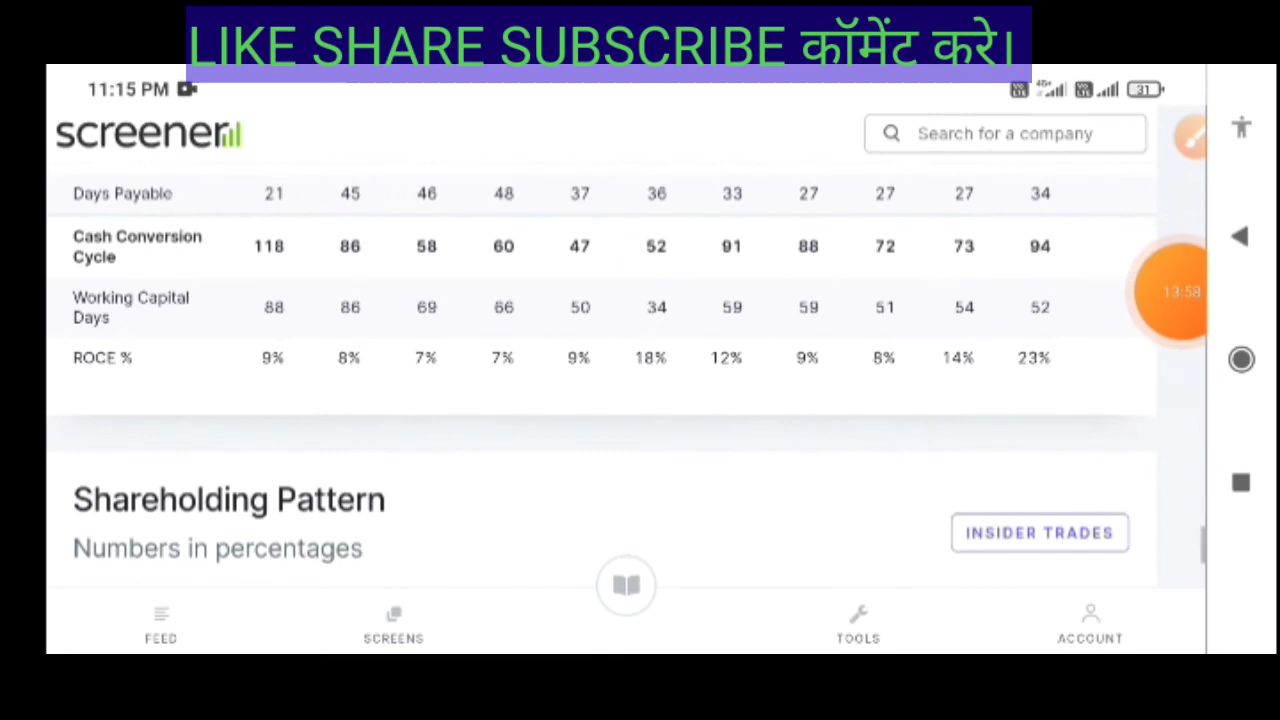 LIKE SHARE SUBSCRIBE कॉमेंट करे।
11:15 PM 31
screener
Search for a company
Days Payable 21 45 46 48 37 36 33 27 27 27 34
Cash Conversion Cycle 118 86 58 60 47 52 91 88 72 73 94
Working Capital Days 88 86 69 66 50 34 59 59 51 54 52
ROCE % 9% 8% 7% 7% 9% 18% 12% 9% 8% 14% 23%
13:58
Shareholding Pattern
INSIDER TRADES
Numbers in percentages
FEED SCREENS TOOLS ACCOUNT